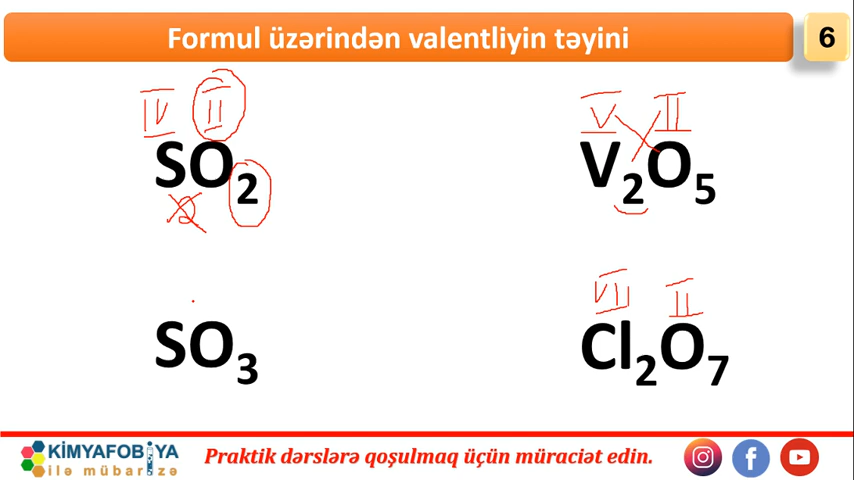 Formul üzərindən valentliyin təyini
6
IV II
SO2
2
V II
V2O5
SO3
VII II
Cl2O7
KİMYAFOBİYA
ilə mübarizə
Praktik dərslərə qoşulmaq üçün müraciət edin.